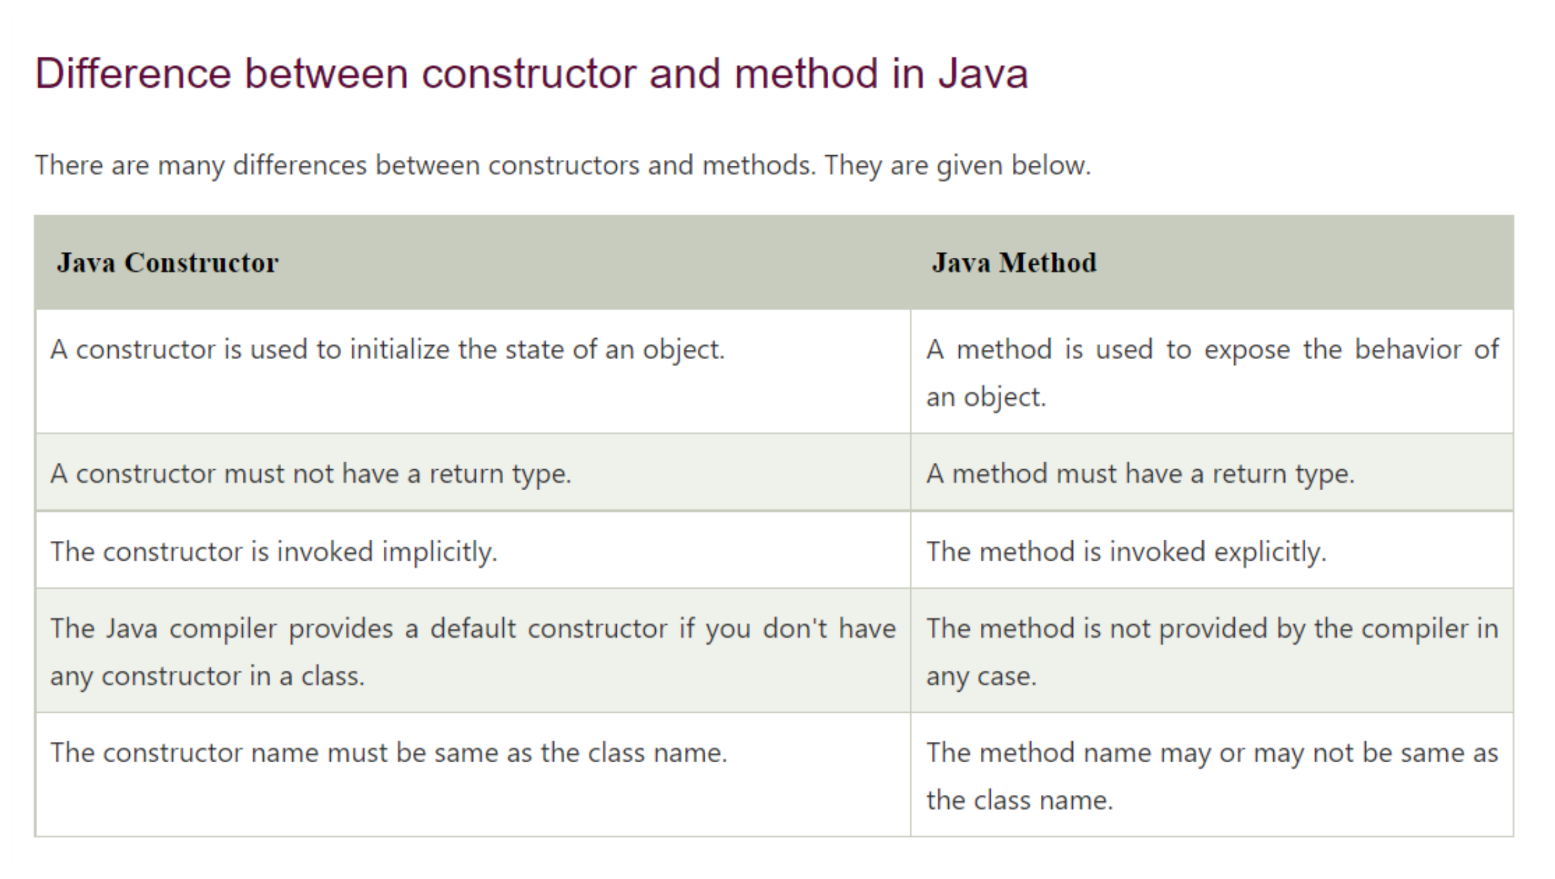 Difference between constructor and method in Java
There are many differences between constructors and methods. They are given below.
Java Constructor
Java Method
A constructor is used to initialize the state of an object.
A method is used to expose the behavior of
an object.
A constructor must not have a return type.
A method must have a return type.
The constructor is invoked implicitly.
The method is invoked explicitly.
The Java compiler provides a default constructor if you don't have
any constructor in a class.
The method is not provided by the compiler in
any case.
The constructor name must be same as the class name.
The method name may or may not be same as
the class name.